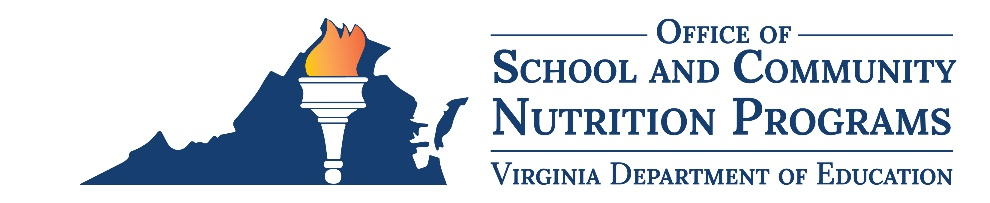 Office of
School and Community
Nutrition Programs
Virginia Department of Education